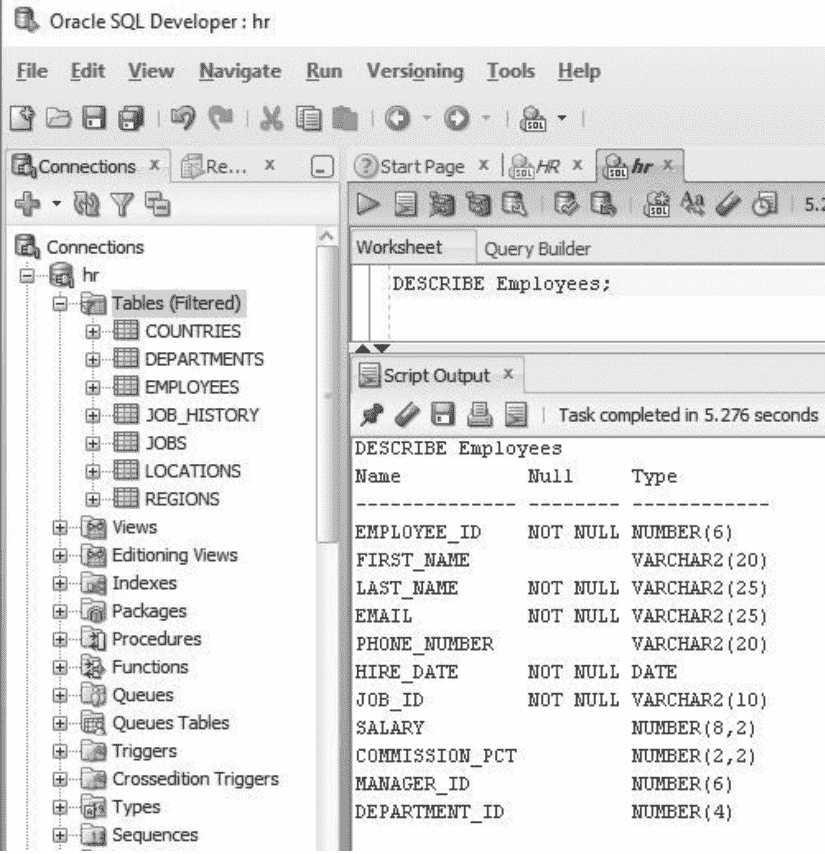 Oracle SQL Developer : hr
File Edit View Navigate Run Versioning Tools Help
SQL
Connections x Re... x
Start Page x HR x hr x
5.2
Connections
hr
Tables (Filtered)
COUNTRIES
DEPARTMENTS
EMPLOYEES
JOB_HISTORY
JOBS
LOCATIONS
REGIONS
Views
Editioning Views
Indexes
Packages
Procedures
Functions
Queues
Queues Tables
Triggers
Crossedition Triggers
Types
Sequences
Worksheet Query Builder
DESCRIBE Employees;
Script Output x
Task completed in 5.276 seconds
DESCRIBE Employees
Name Null Type
-------------- -------- ------------
EMPLOYEE_ID NOT NULL NUMBER(6)
FIRST_NAME VARCHAR2(20)
LAST_NAME NOT NULL VARCHAR2(25)
EMAIL NOT NULL VARCHAR2(25)
PHONE_NUMBER VARCHAR2(20)
HIRE_DATE NOT NULL DATE
JOB_ID NOT NULL VARCHAR2(10)
SALARY NUMBER(8,2)
COMMISSION_PCT NUMBER(2,2)
MANAGER_ID NUMBER(6)
DEPARTMENT_ID NUMBER(4)